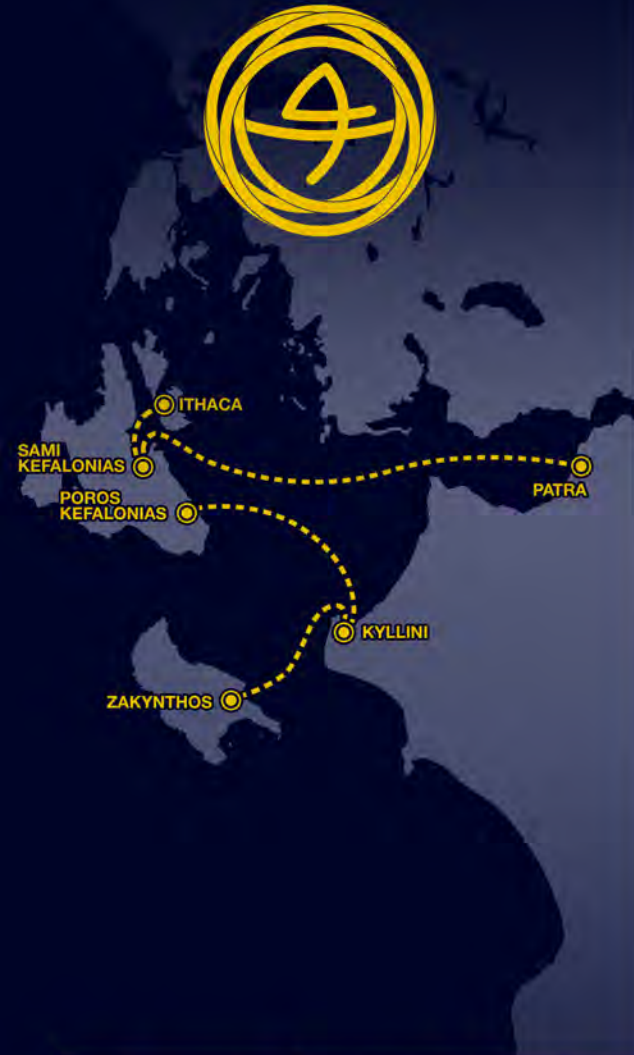 ITHACA
SAMI
KEFALONIAS
POROS
KEFALONIAS
PATRA
KYLLINI
ZAKYNTHOS